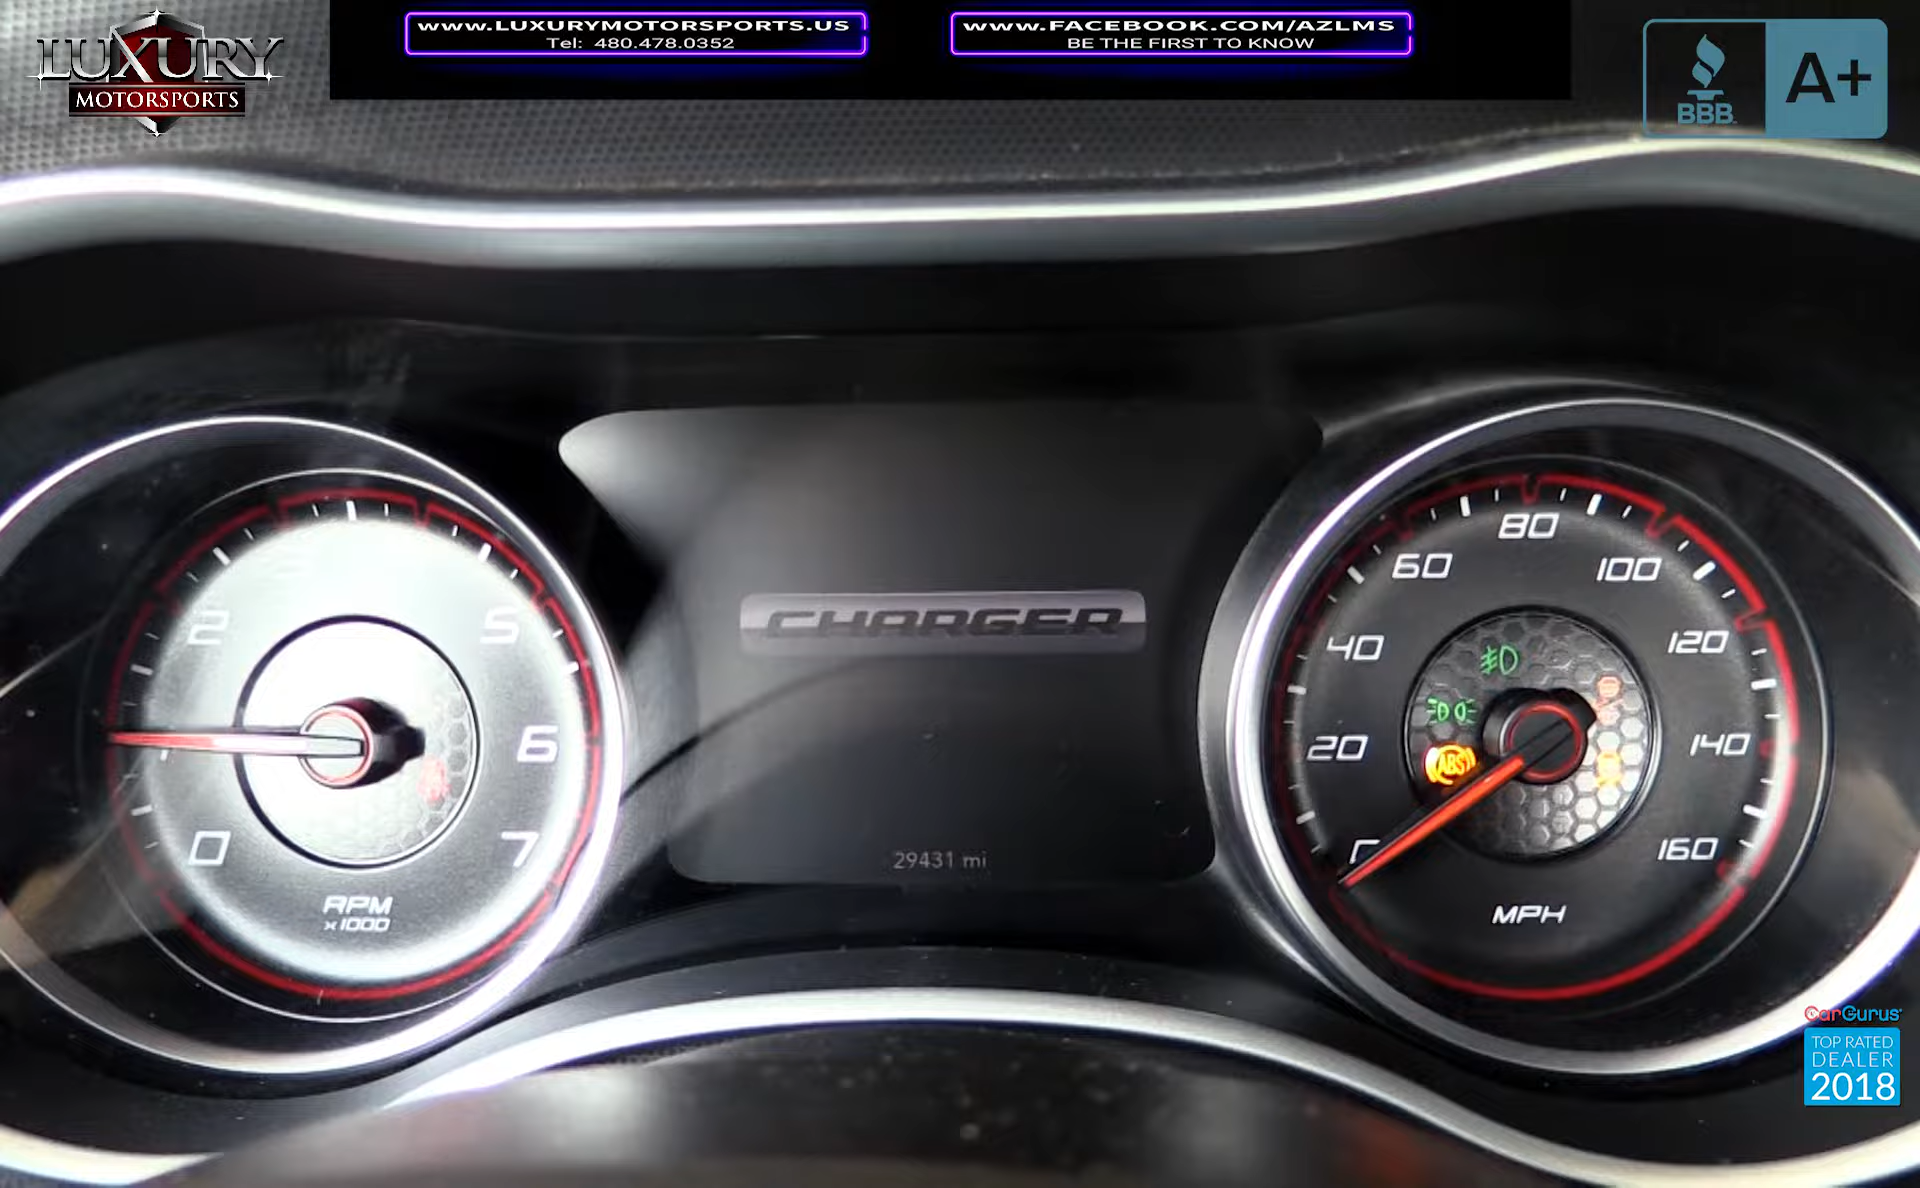 LUXURY
MOTORSPORTS
www.LUXURYMOTORSPORTS.US
Tel: 480.478.0352
www.FACEBOOK.COM/AZLMS
BE THE FIRST TO KNOW
BBB
A+
CHARGER
29431 mi
2
5
6
0
7
RPM
x1000
80
60
100
40
120
20
140
160
ABS
MPH
CarGurus
TOP RATED
DEALER
2018